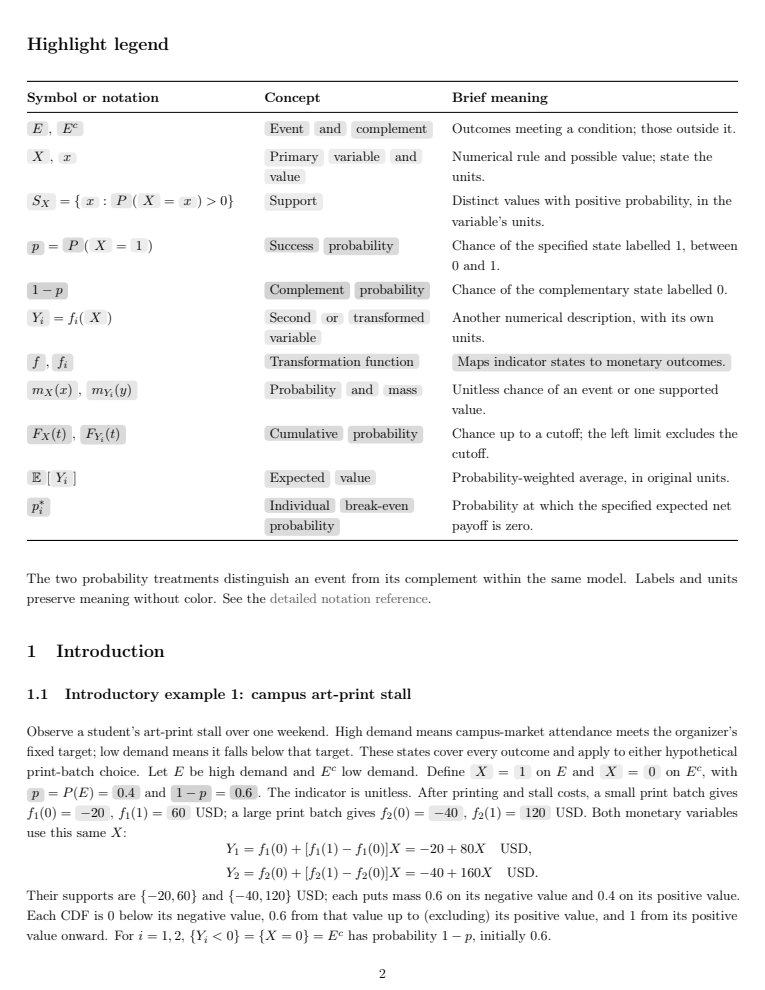 Highlight legend
Symbol or notation Concept Brief meaning
E , Eᶜ Event and complement Outcomes meeting a condition; those outside it.
X , x Primary variable and value Numerical rule and possible value; state the units.
S_X = { x : P ( X = x ) > 0} Support Distinct values with positive probability, in the variable's units.
p = P ( X = 1 ) Success probability Chance of the specified state labelled 1, between 0 and 1.
1 − p Complement probability Chance of the complementary state labelled 0.
Y_i = f_i( X ) Second or transformed variable Another numerical description, with its own units.
f , f_i Transformation function Maps indicator states to monetary outcomes.
m_X(x) , m_{Y_i}(y) Probability and mass Unitless chance of an event or one supported value.
F_X(t) , F_{Y_i}(t) Cumulative probability Chance up to a cutoff; the left limit excludes the cutoff.
𝔼 [ Y_i ] Expected value Probability-weighted average, in original units.
p_i^* Individual break-even probability Probability at which the specified expected net payoff is zero.
The two probability treatments distinguish an event from its complement within the same model. Labels and units
preserve meaning without color. See the detailed notation reference.
1 Introduction
1.1 Introductory example 1: campus art-print stall
Observe a student's art-print stall over one weekend. High demand means campus-market attendance meets the organizer's
fixed target; low demand means it falls below that target. These states cover every outcome and apply to either hypothetical
print-batch choice. Let E be high demand and Eᶜ low demand. Define X = 1 on E and X = 0 on Eᶜ, with
p = P(E) = 0.4 and 1 − p = 0.6 . The indicator is unitless. After printing and stall costs, a small print batch gives
f₁(0) = −20 , f₁(1) = 60 USD; a large print batch gives f₂(0) = −40 , f₂(1) = 120 USD. Both monetary variables
use this same X:
Y₁ = f₁(0) + [f₁(1) − f₁(0)]X = −20 + 80X USD,
Y₂ = f₂(0) + [f₂(1) − f₂(0)]X = −40 + 160X USD.
Their supports are {−20, 60} and {−40, 120} USD; each puts mass 0.6 on its negative value and 0.4 on its positive value.
Each CDF is 0 below its negative value, 0.6 from that value up to (excluding) its positive value, and 1 from its positive
value onward. For i = 1, 2, {Y_i < 0} = {X = 0} = Eᶜ has probability 1 − p, initially 0.6.
2